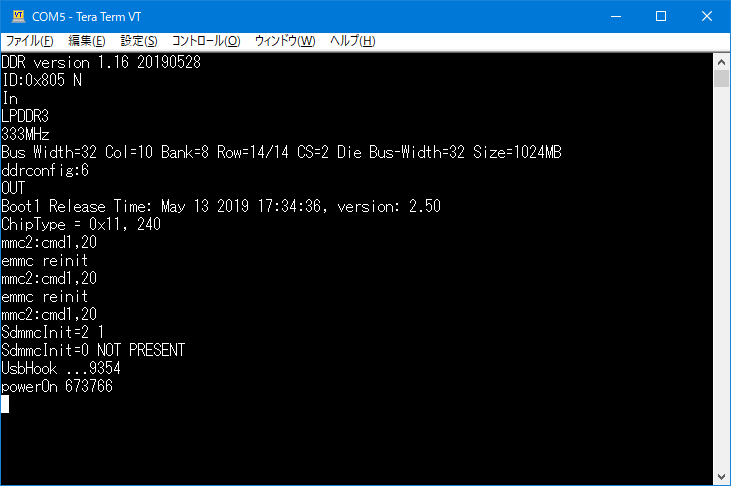 COM5 - Tera Term VT
ファイル(F) 編集(E) 設定(S) コントロール(O) ウィンドウ(W) ヘルプ(H)
DDR version 1.16 20190528
ID:0x805 N
In
LPDDR3
333MHz
Bus Width=32 Col=10 Bank=8 Row=14/14 CS=2 Die Bus-Width=32 Size=1024MB
ddrconfig:6
OUT
Boot1 Release Time: May 13 2019 17:34:36, version: 2.50
ChipType = 0x11, 240
mmc2:cmd1,20
emmc reinit
mmc2:cmd1,20
emmc reinit
mmc2:cmd1,20
SdmmcInit=2 1
SdmmcInit=0 NOT PRESENT
UsbHook ...9354
powerOn 673766